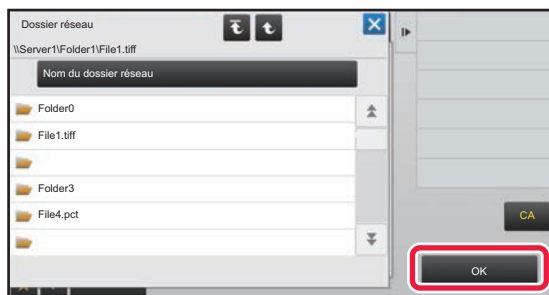 Dossier réseau
\\Server1\Folder1\File1.tiff
Nom du dossier réseau
Folder0
File1.tiff
Folder3
File4.pct
CA
OK